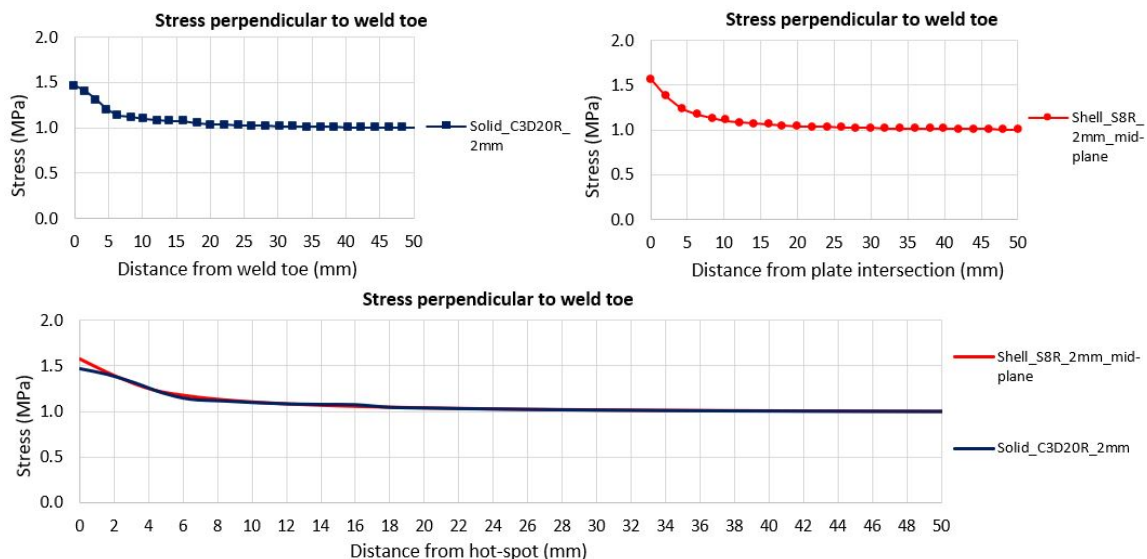 Stress perpendicular to weld toe
Stress (MPa)
2.0
1.5
1.0
0.5
0.0
0 5 10 15 20 25 30 35 40 45 50
Distance from weld toe (mm)
Solid_C3D20R_
2mm
Stress perpendicular to weld toe
Stress (MPa)
2.0
1.5
1.0
0.5
0.0
0 5 10 15 20 25 30 35 40 45 50
Distance from plate intersection (mm)
Shell_S8R_
2mm_mid-
plane
Stress perpendicular to weld toe
Stress (MPa)
2.0
1.5
1.0
0.5
0.0
0 2 4 6 8 10 12 14 16 18 20 22 24 26 28 30 32 34 36 38 40 42 44 46 48 50
Distance from hot-spot (mm)
Shell_S8R_2mm_mid-
plane
Solid_C3D20R_2mm